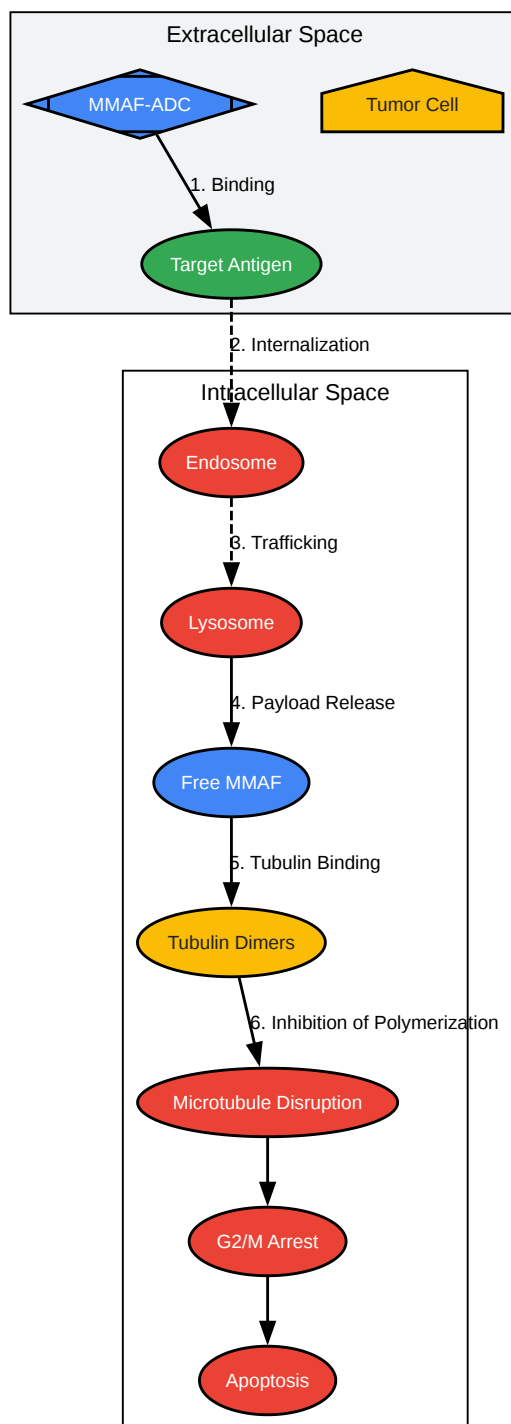 Extracellular Space
MMAF-ADC
Tumor Cell
1. Binding
Target Antigen
2. Internalization
Intracellular Space
Endosome
3. Trafficking
Lysosome
4. Payload Release
Free MMAF
5. Tubulin Binding
Tubulin Dimers
6. Inhibition of Polymerization
Microtubule Disruption
G2/M Arrest
Apoptosis